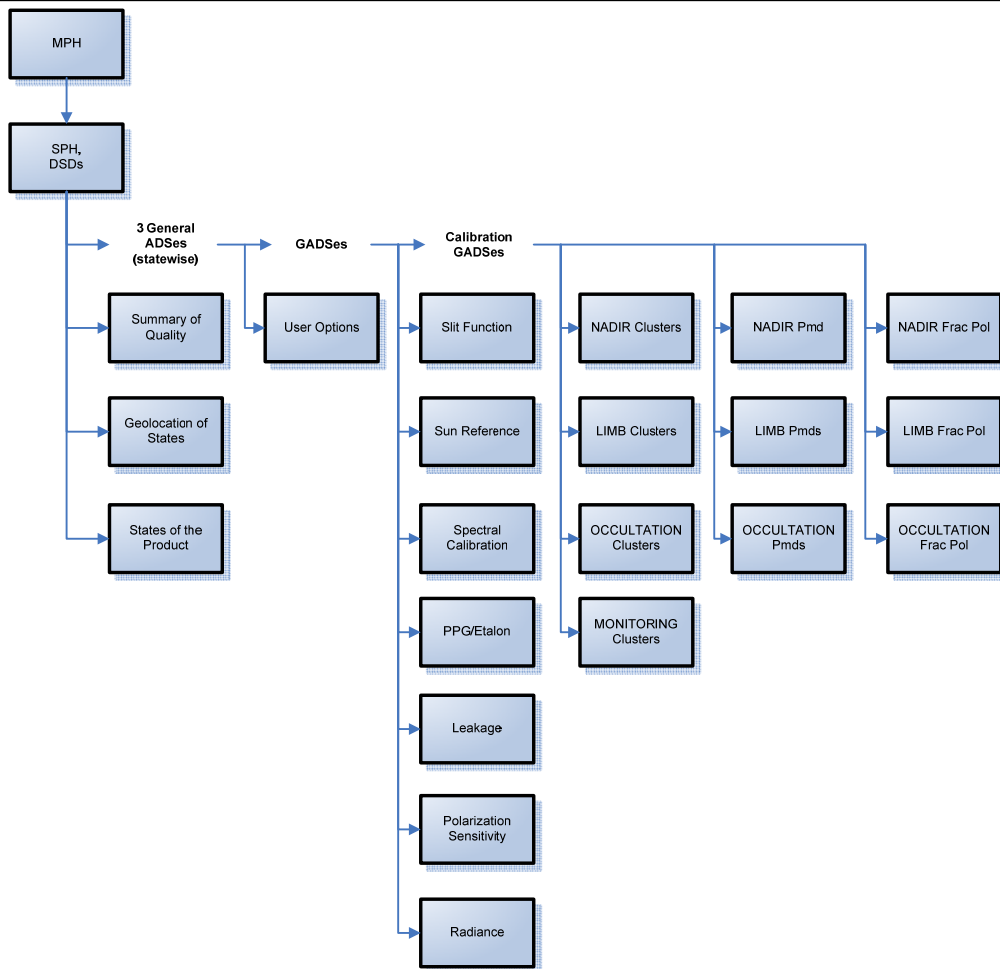 MPH
SPH,
DSDs
3 General
ADSes
(statewise)
GADSes
Calibration
GADSes
Summary of
Quality
User Options
Slit Function
NADIR Clusters
NADIR Pmd
NADIR Frac Pol
Geolocation of
States
Sun Reference
LIMB Clusters
LIMB Pmds
LIMB Frac Pol
States of the
Product
Spectral
Calibration
OCCULTATION
Clusters
OCCULTATION
Pmds
OCCULTATION
Frac Pol
PPG/Etalon
MONITORING
Clusters
Leakage
Polarization
Sensitivity
Radiance